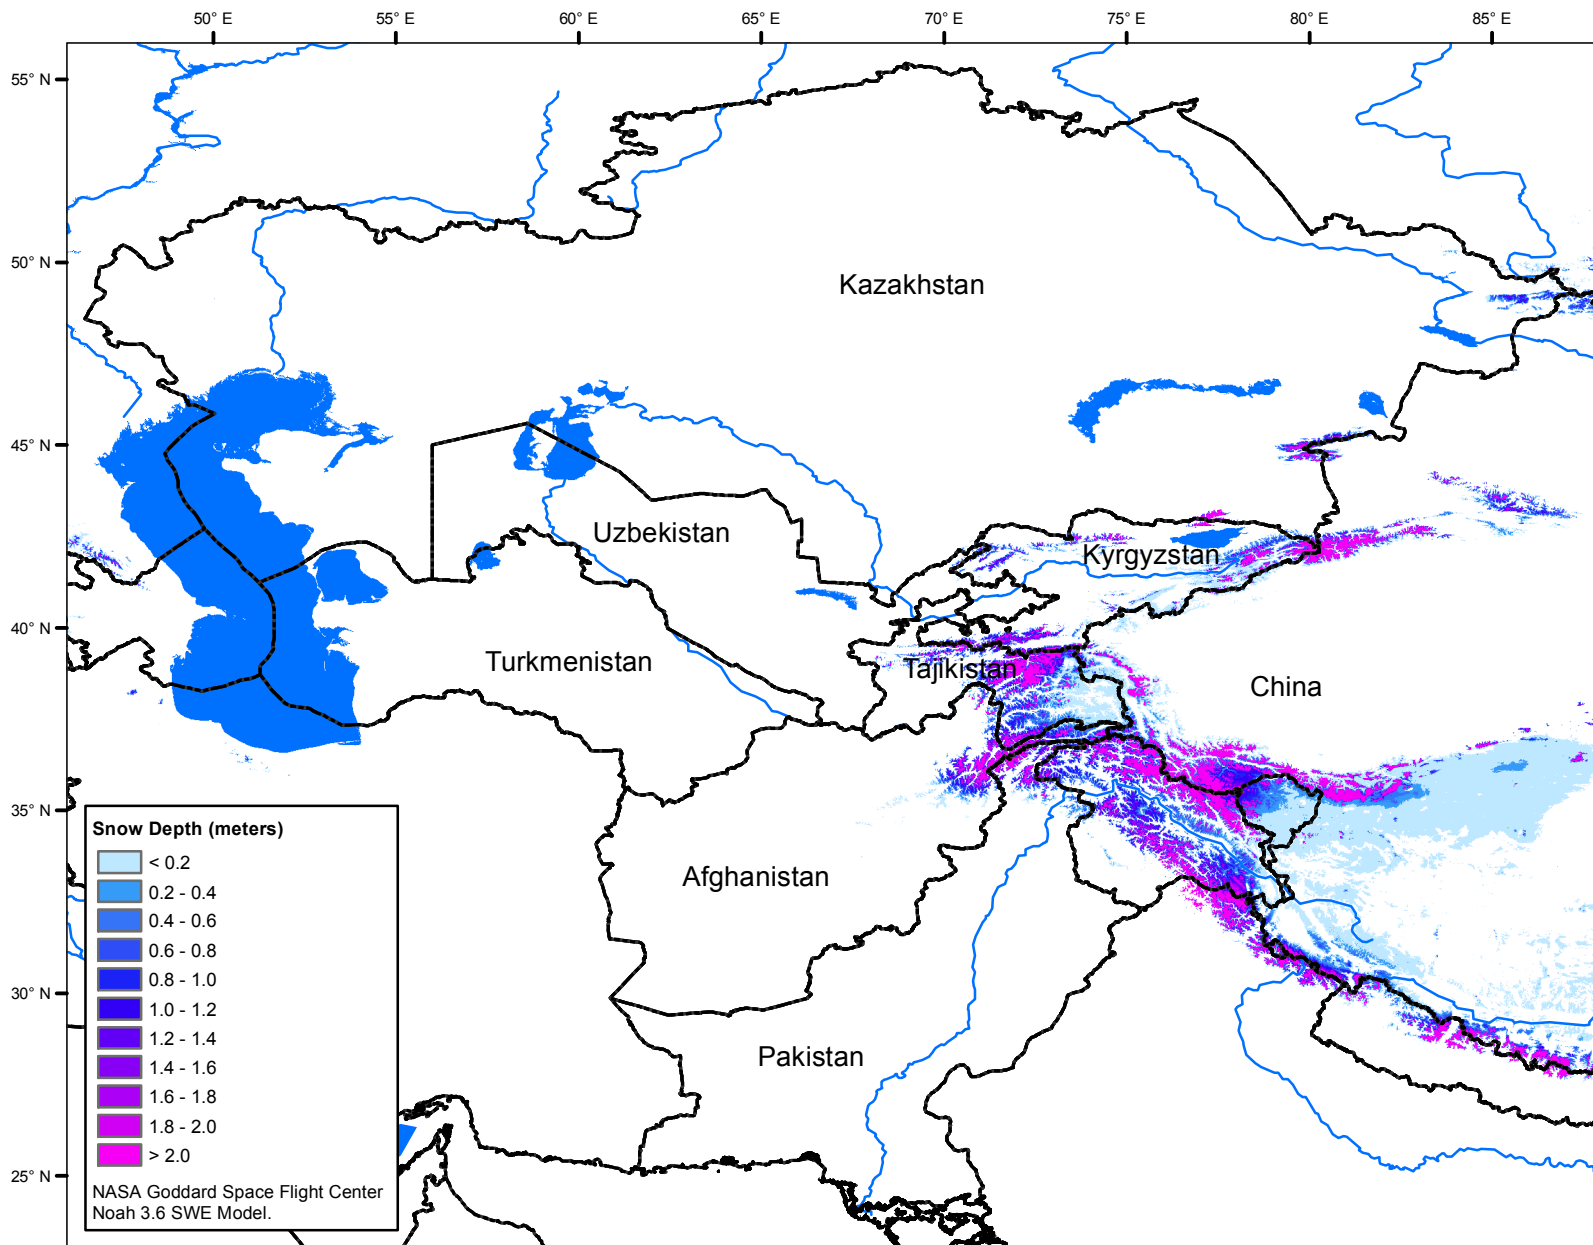 50° E 55° E 60° E 65° E 70° E 75° E 80° E 85° E
55° N
50° N
Kazakhstan
45° N
Uzbekistan
Kyrgyzstan
40° N
Turkmenistan
Tajikistan
China
35° N
Snow Depth (meters)
< 0.2
0.2 - 0.4
0.4 - 0.6
0.6 - 0.8
0.8 - 1.0
1.0 - 1.2
1.2 - 1.4
1.4 - 1.6
1.6 - 1.8
1.8 - 2.0
> 2.0
NASA Goddard Space Flight Center
Noah 3.6 SWE Model.
Afghanistan
30° N
Pakistan
25° N